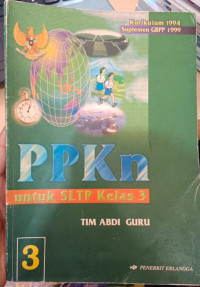 Kurikulum 1994
Suplemen GBPP 1999
PPKn
untuk SLTP Kelas 3
TIM ABDI GURU
3
PENERBIT ERLANGGA